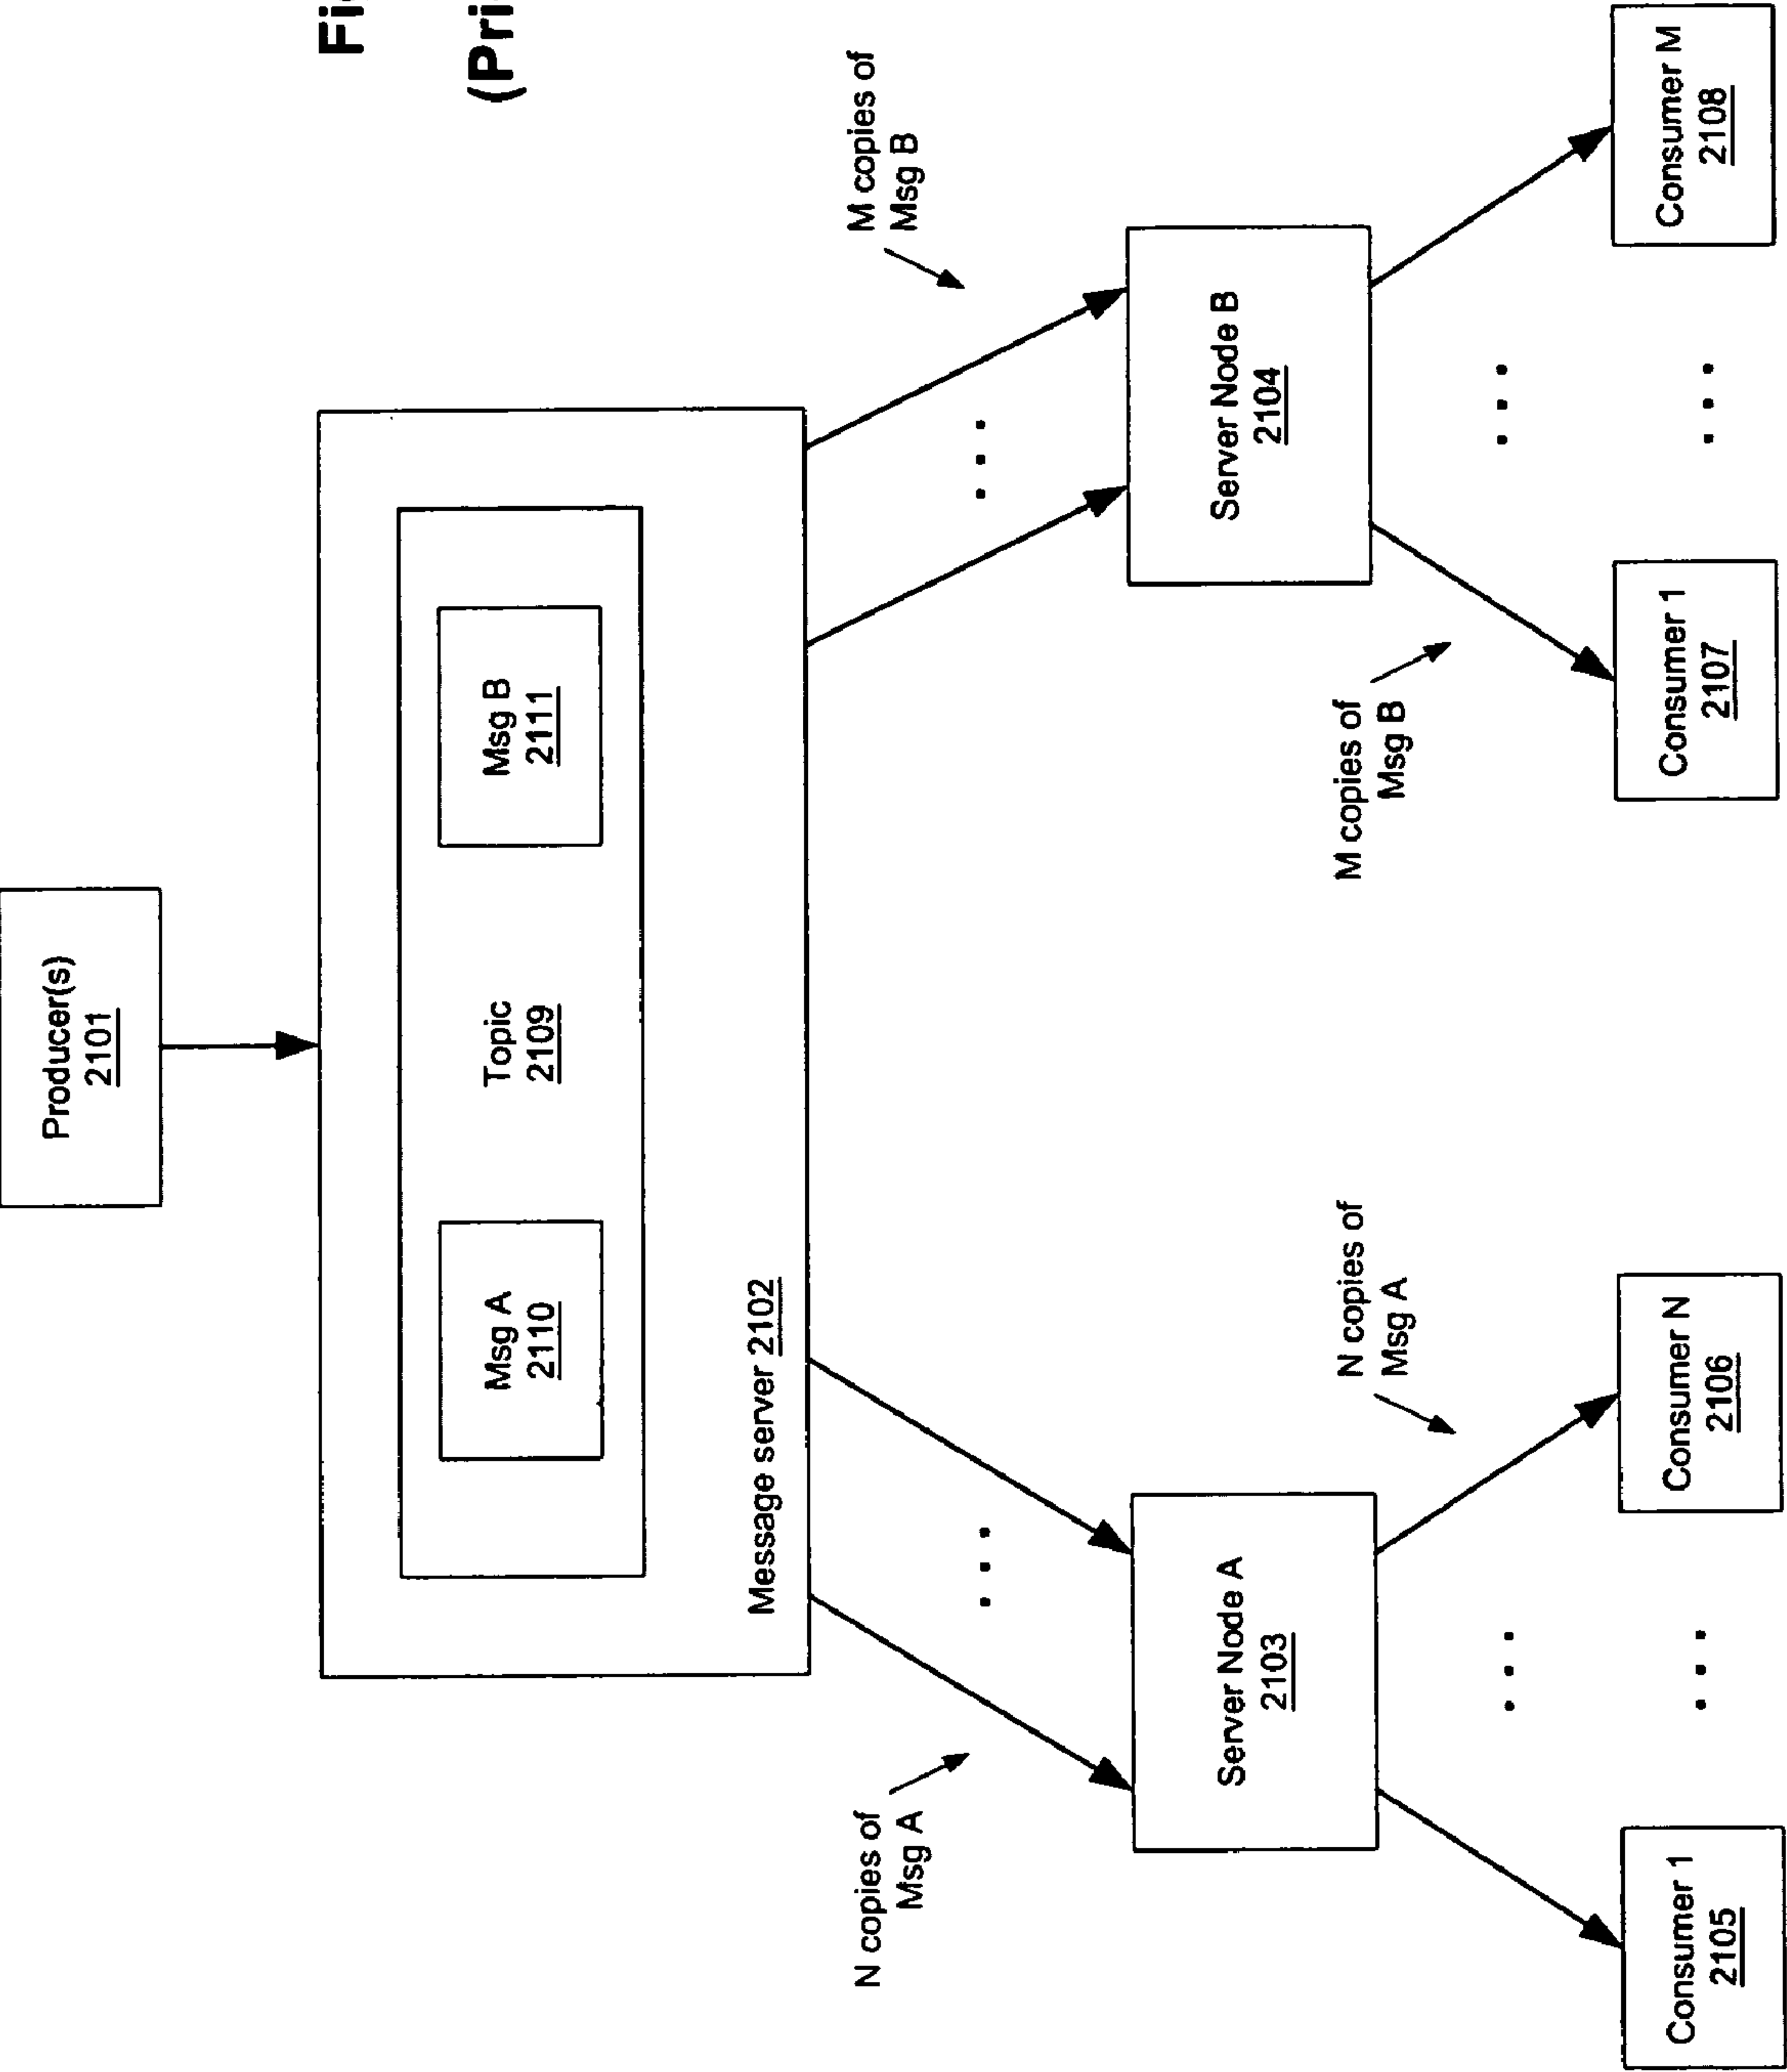 Producer(s)
2101
Msg A
2110
Topic
2109
Msg B
2111
Message server 2102
N copies of
Msg A
M copies of
Msg B
Server Node A
2103
Server Node B
2104
N copies of
Msg A
M copies of
Msg B
Consumer 1
2105
Consumer N
2106
Consumer 1
2107
Consumer M
2108